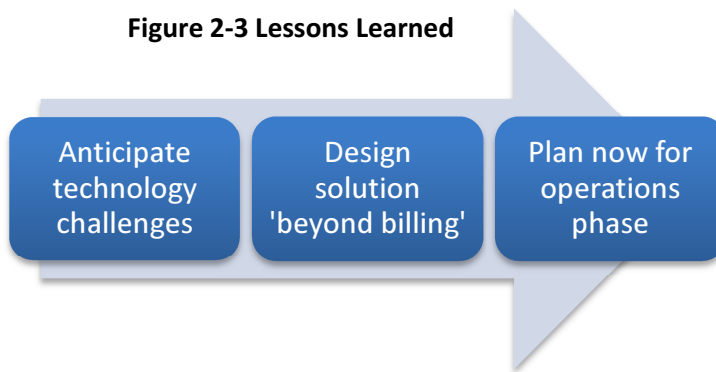 Figure 2-3 Lessons Learned
Anticipate
technology
challenges
Design
solution
'beyond billing'
Plan now for
operations
phase